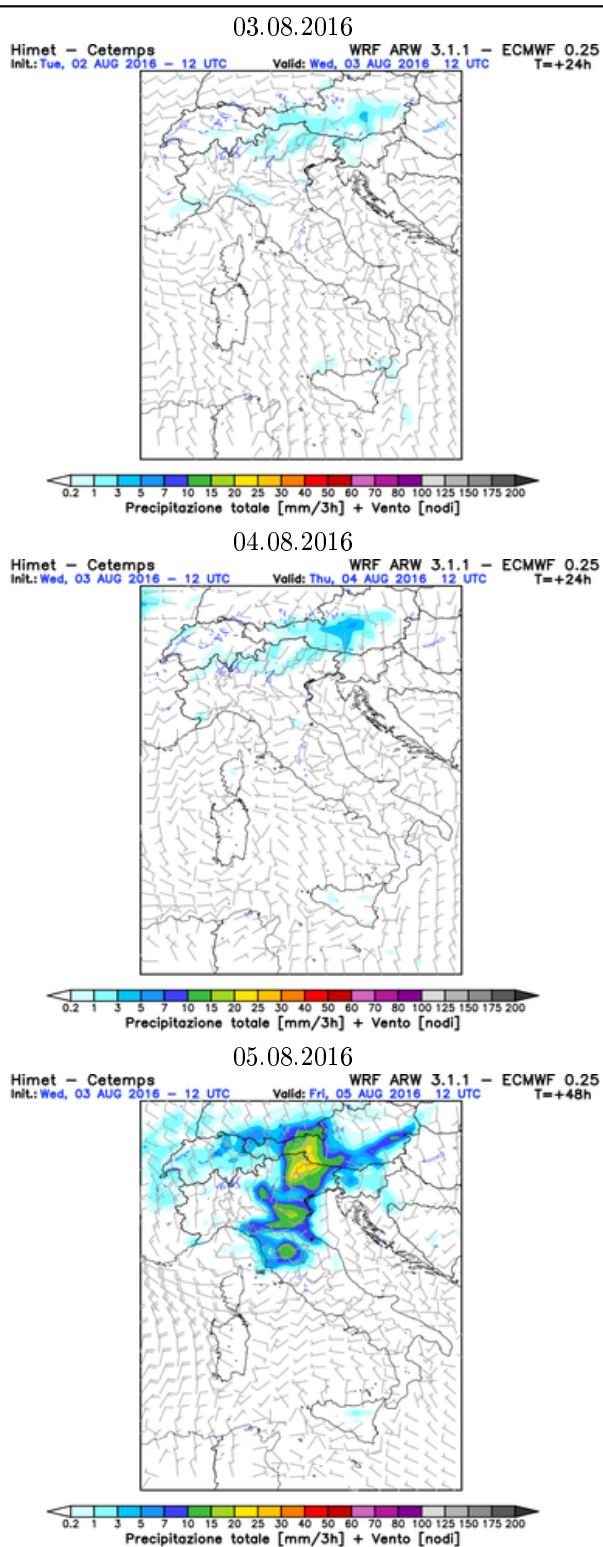 03.08.2016
Himet – Cetemps WRF ARW 3.1.1 – ECMWF 0.25
Init.: Tue, 02 AUG 2016 – 12 UTC Valid: Wed, 03 AUG 2016 12 UTC T=+24h
0.2 1 3 5 7 10 15 20 25 30 40 50 60 70 80 100 125 150 175 200
Precipitazione totale [mm/3h] + Vento [nodi]
04.08.2016
Himet – Cetemps WRF ARW 3.1.1 – ECMWF 0.25
Init.: Wed, 03 AUG 2016 – 12 UTC Valid: Thu, 04 AUG 2016 12 UTC T=+24h
0.2 1 3 5 7 10 15 20 25 30 40 50 60 70 80 100 125 150 175 200
Precipitazione totale [mm/3h] + Vento [nodi]
05.08.2016
Himet – Cetemps WRF ARW 3.1.1 – ECMWF 0.25
Init.: Wed, 03 AUG 2016 – 12 UTC Valid: Fri, 05 AUG 2016 12 UTC T=+48h
0.2 1 3 5 7 10 15 20 25 30 40 50 60 70 80 100 125 150 175 200
Precipitazione totale [mm/3h] + Vento [nodi]